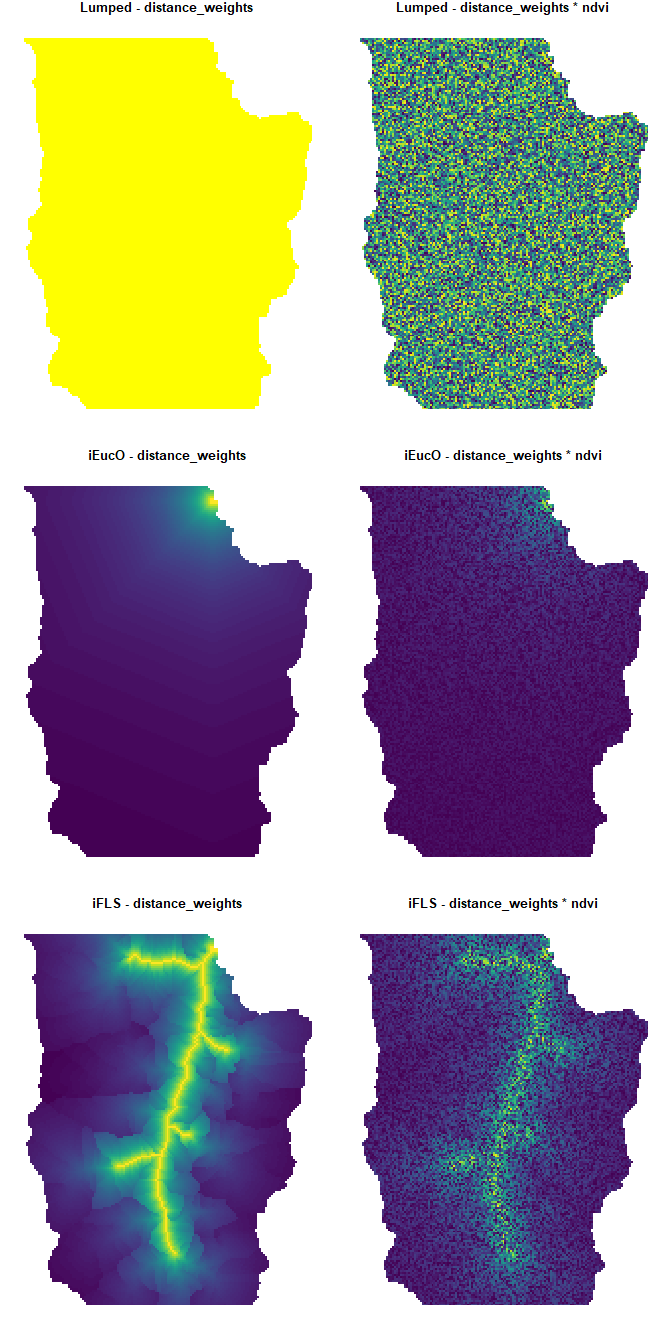 Lumped - distance_weights
Lumped - distance_weights * ndvi
iEucO - distance_weights
iEucO - distance_weights * ndvi
iFLS - distance_weights
iFLS - distance_weights * ndvi